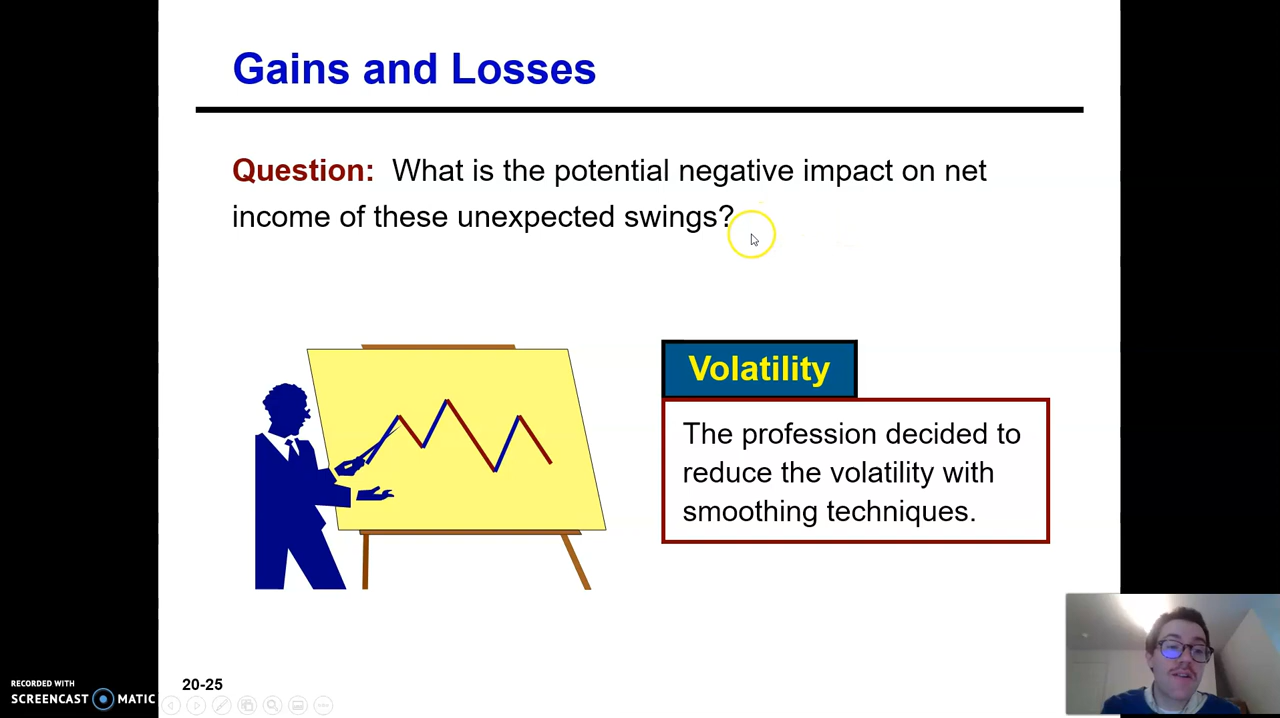 Gains and Losses
Question: What is the potential negative impact on net
income of these unexpected swings?
Volatility
The profession decided to
reduce the volatility with
smoothing techniques.
20-25
RECORDED WITH
SCREENCAST MATIC